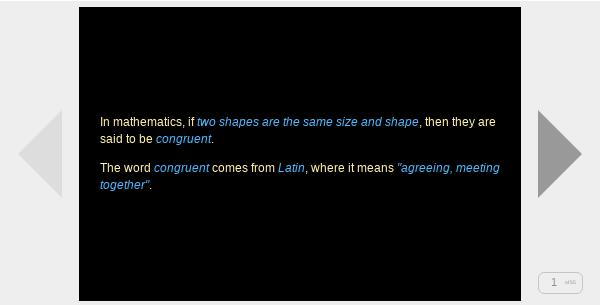 In mathematics, if two shapes are the same size and shape, then they are
said to be congruent.
The word congruent comes from Latin, where it means "agreeing, meeting
together".
1